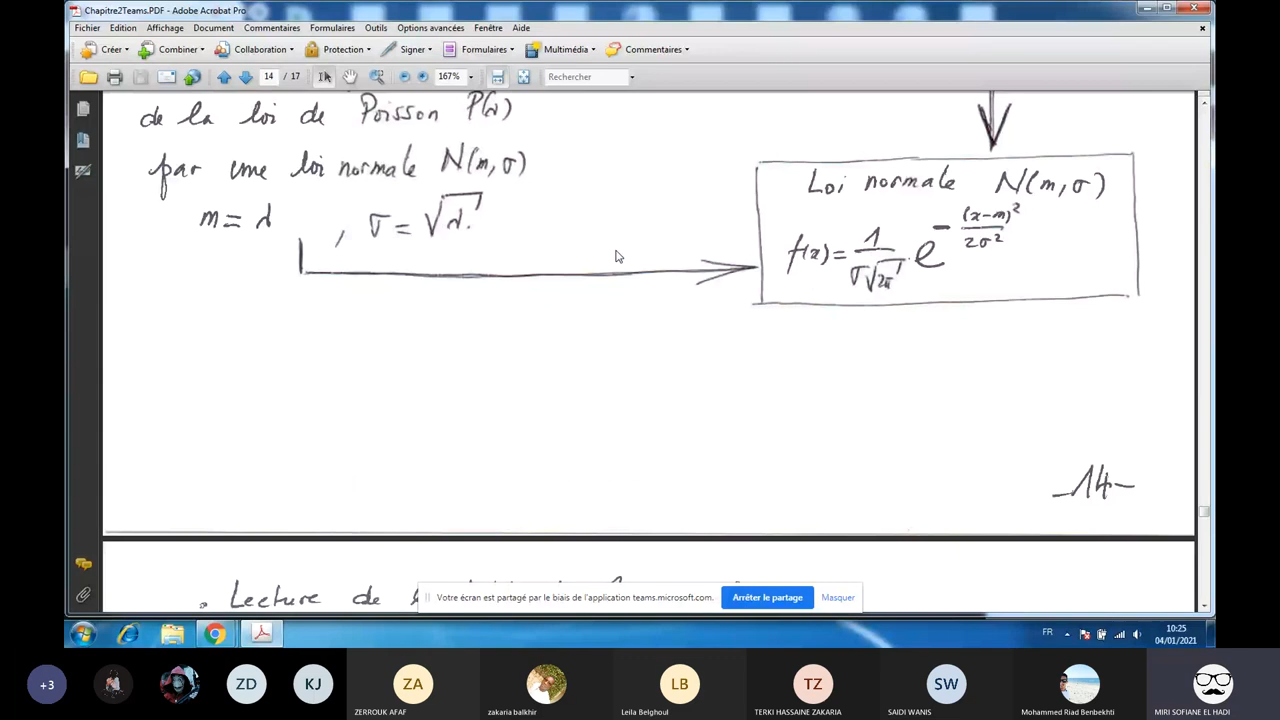 Chapitre2Teams.PDF - Adobe Acrobat Pro
Fichier Edition Affichage Document Commentaires Formulaires Outils Options avancées Fenêtre Aide
Créer Combiner Collaboration Protection Signer Formulaires Multimédia Commentaires
14 / 17 167% Rechercher
de la loi de Poisson P(λ)
par une loi normale N(m,σ)
m = λ , σ = √λ.
Loi normale N(m,σ)
f(x) = 1/(σ√2π) . e^(-(x-m)²/2σ²)
-14-
. Lecture de
Votre écran est partagé par le biais de l'application teams.microsoft.com. Arrêter le partage Masquer
FR 10:25
04/01/2021
+3 ZD KJ ZA LB TZ SW
ZERROUK AFAF zakaria balkhir Leila Belghoul TERKI HASSAINE ZAKARIA SAIDI WANIS Mohammed Riad Benbekhti MIRI SOFIANE EL HADI